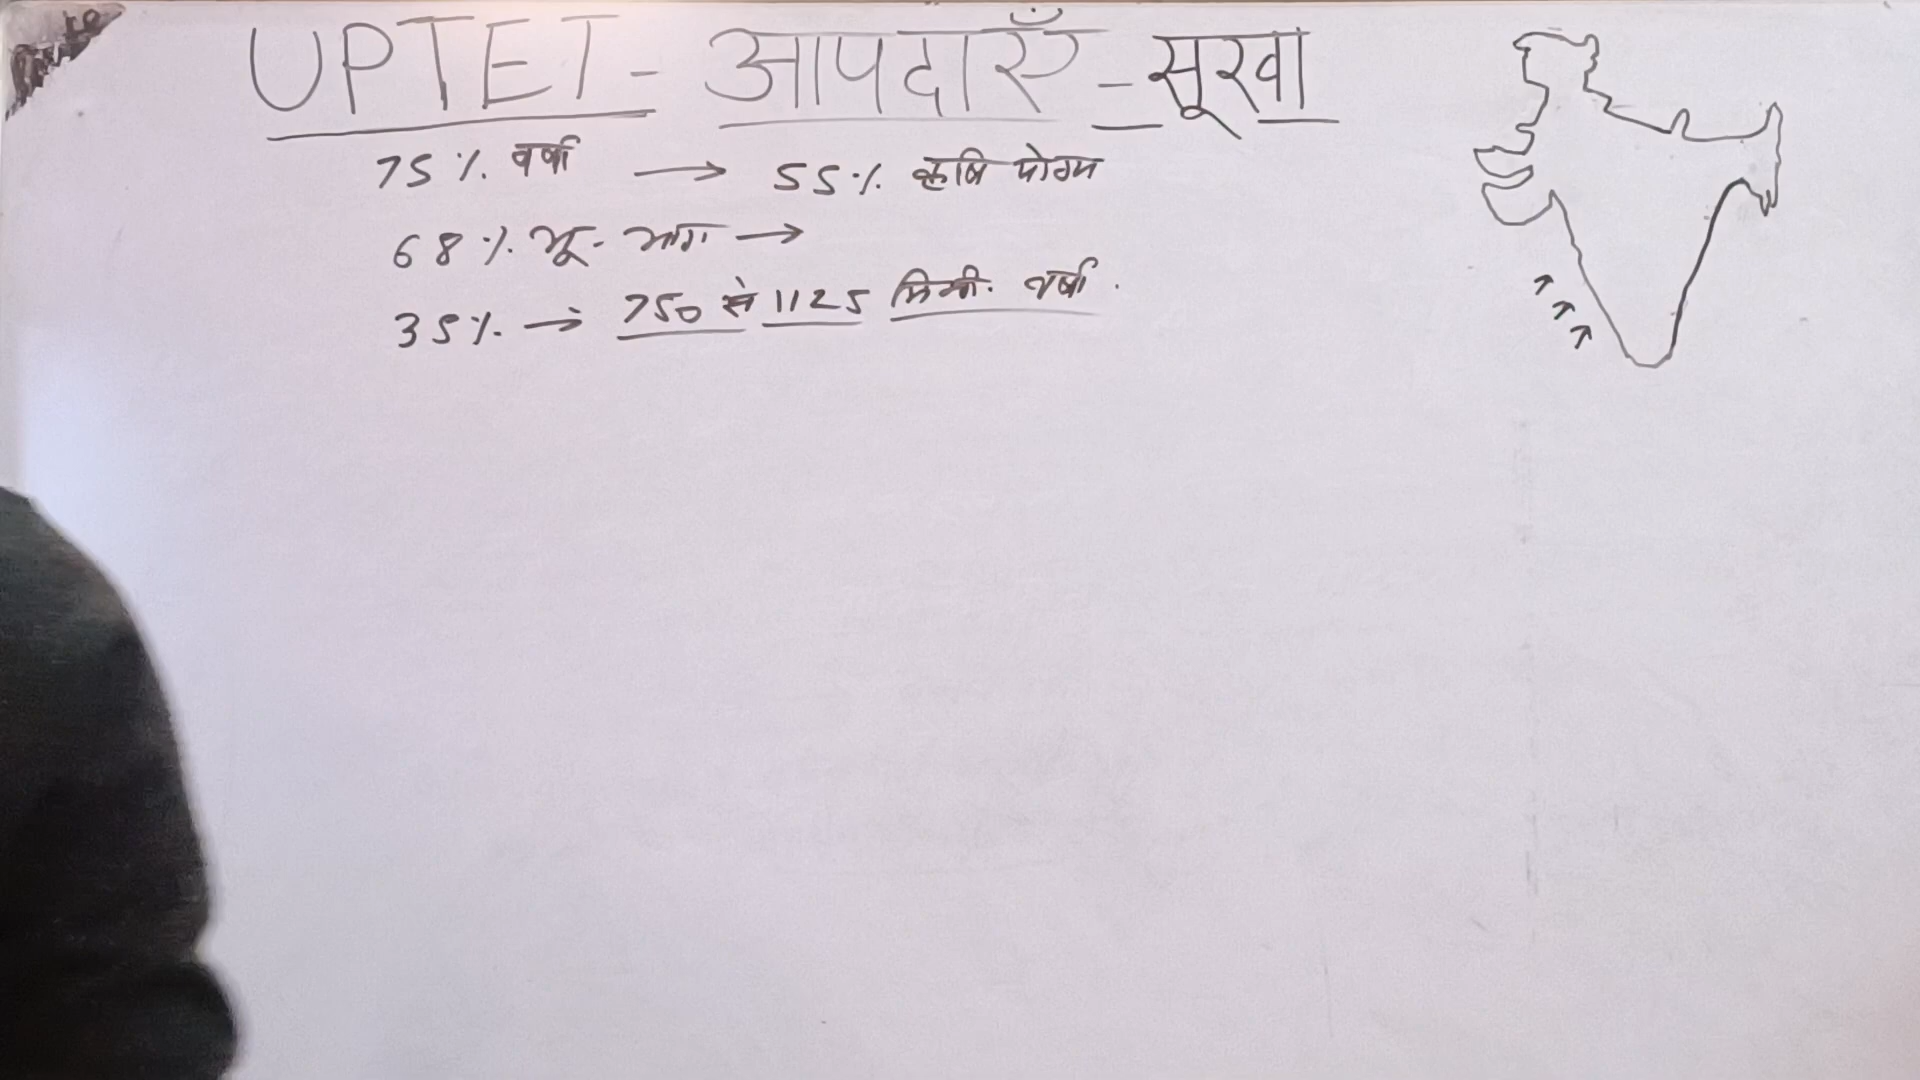 UPTET - आपदाएँ - सूखा
75 % वर्षा → 55 % कृषि योग्य
68 % भू - भाग →
35 % → 750 से 1125 मिमी. वर्षा.